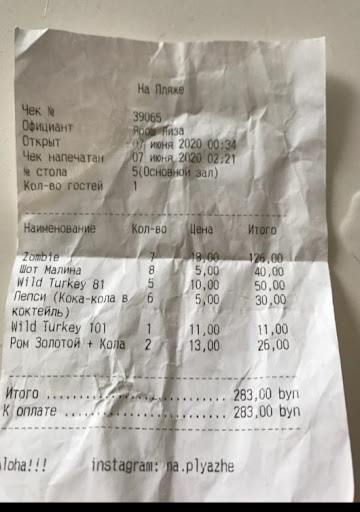 На Пляже
Чек № 39065
Официант Ярош Лиза
Открыт 07 июня 2020 00:34
Чек напечатан 07 июня 2020 02:21
№ стола 5(Основной зал)
Кол-во гостей 1
Наименование Кол-во Цена Итого
Zombie 7 18,00 126,00
Шот Малина 8 5,00 40,00
Wild Turkey 81 5 10,00 50,00
Пепси (Кока-кола в 6 5,00 30,00
коктейль)
Wild Turkey 101 1 11,00 11,00
Ром Золотой + Кола 2 13,00 26,00
Итого 283,00 byn
К оплате 283,00 byn
Aloha!!! instagram: na.plyazhe